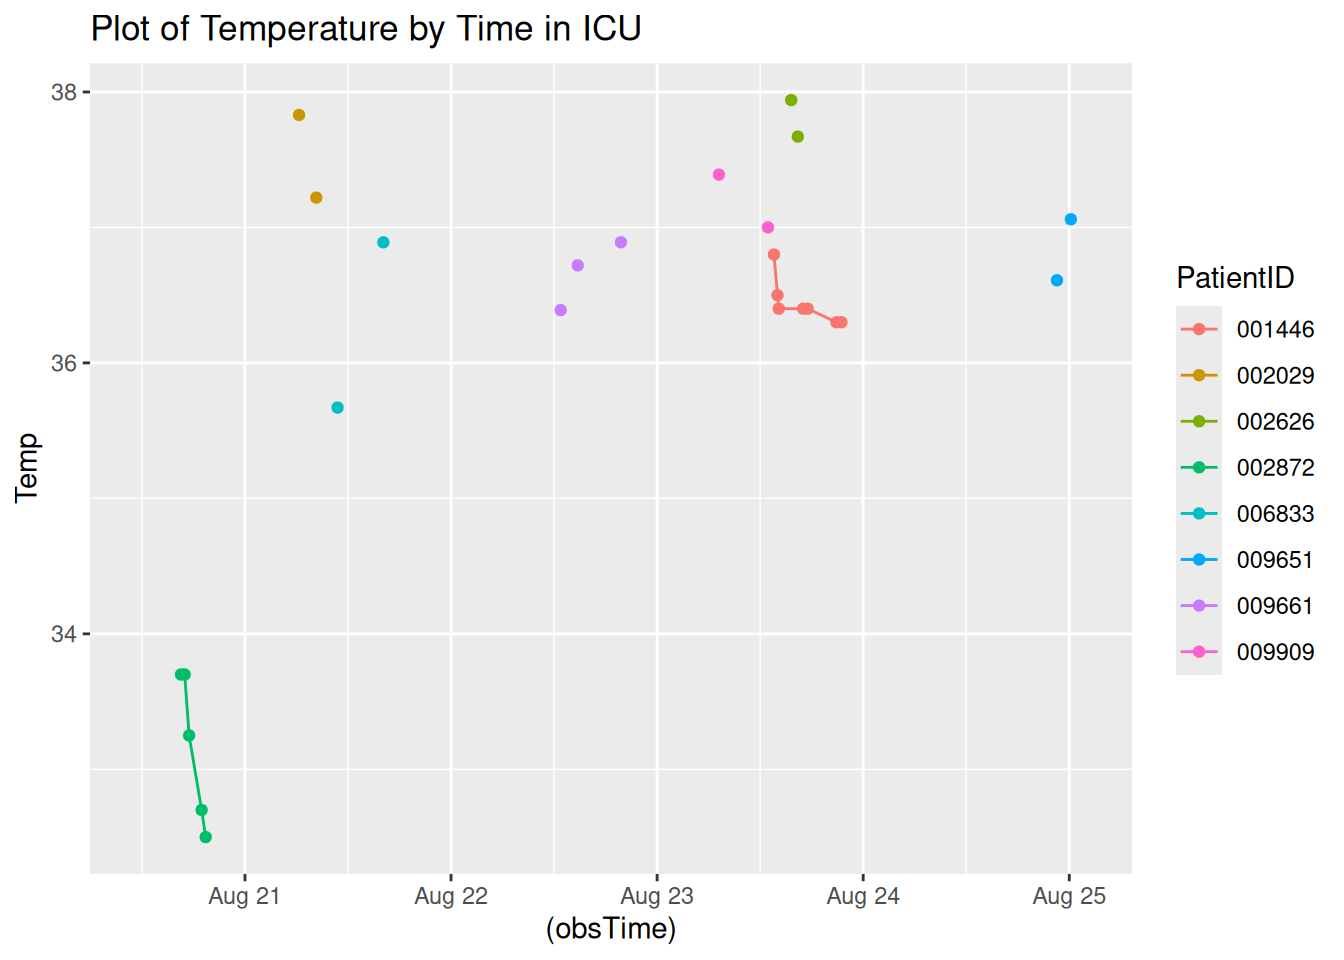 Plot of Temperature by Time in ICU
38
36
34
Temp
Aug 21
Aug 22
Aug 23
Aug 24
Aug 25
(obsTime)
PatientID
001446
002029
002626
002872
006833
009651
009661
009909